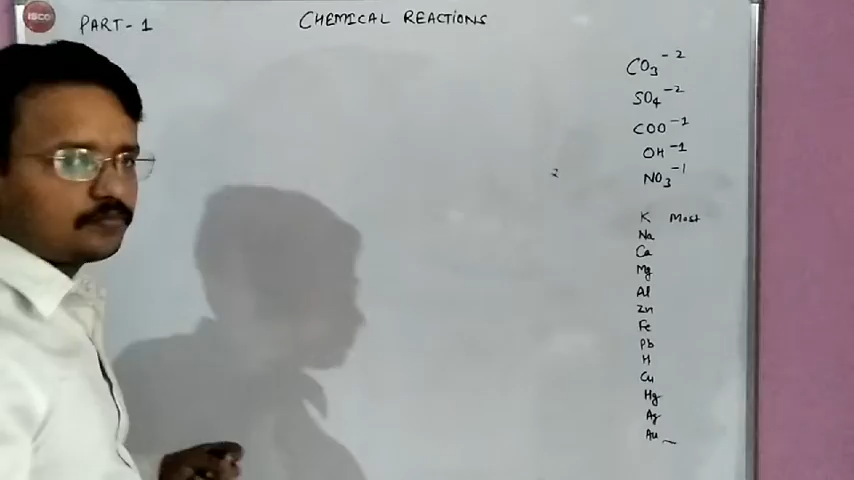 ISCO
PART-1
CHEMICAL REACTIONS
CO₃⁻²
SO₄⁻²
COO⁻¹
OH⁻¹
NO₃⁻¹
K Most
Na
Ca
Mg
Al
Zn
Fe
Pb
H
Cu
Hg
Ag
Au